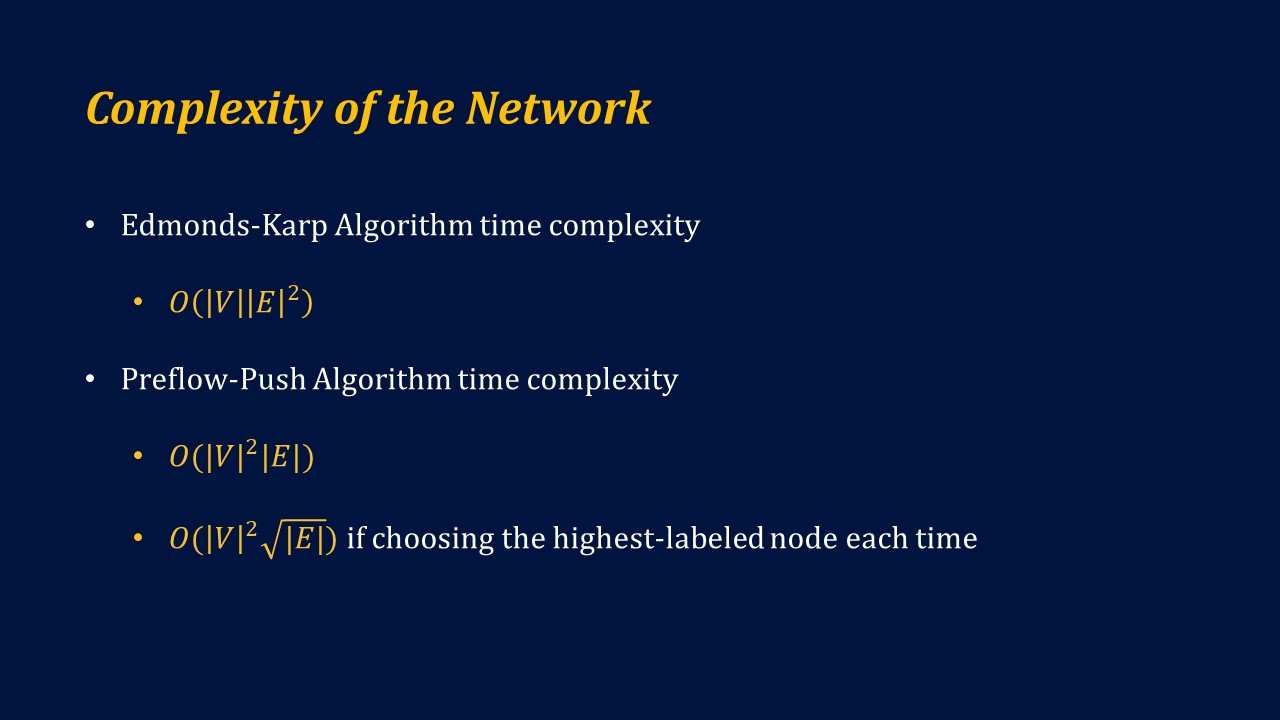 Complexity of the Network
• Edmonds-Karp Algorithm time complexity
• O(|V||E|²)
• Preflow-Push Algorithm time complexity
• O(|V|²|E|)
• O(|V|²√|E|) if choosing the highest-labeled node each time